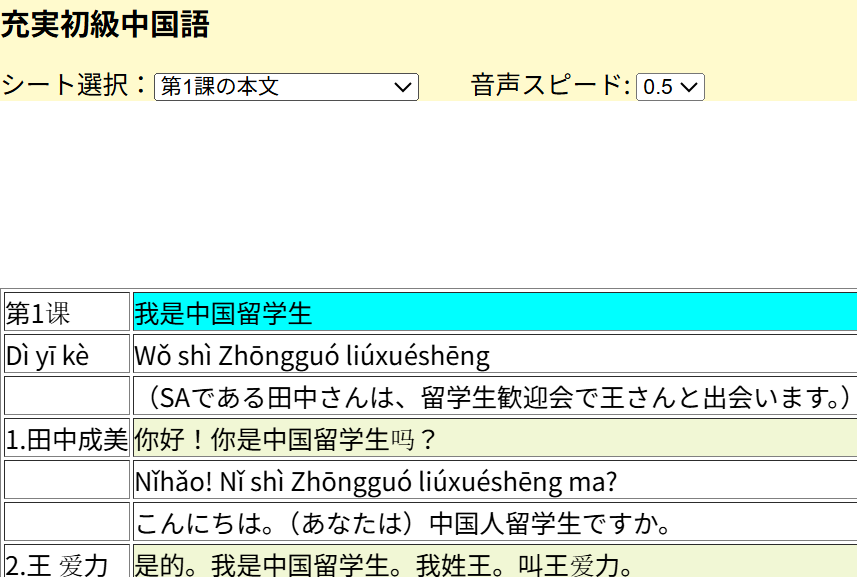 充実初級中国語
シート選択：第1課の本文 音声スピード: 0.5
第1课 我是中国留学生
Dì yī kè Wǒ shì Zhōngguó liúxuéshēng
（SAである田中さんは、留学生歓迎会で王さんと出会います。）
1.田中成美 你好！你是中国留学生吗？
Nǐhǎo! Nǐ shì Zhōngguó liúxuéshēng ma?
こんにちは。（あなたは）中国人留学生ですか。
2.王 爱力 是的。我是中国留学生。我姓王。叫王爱力。